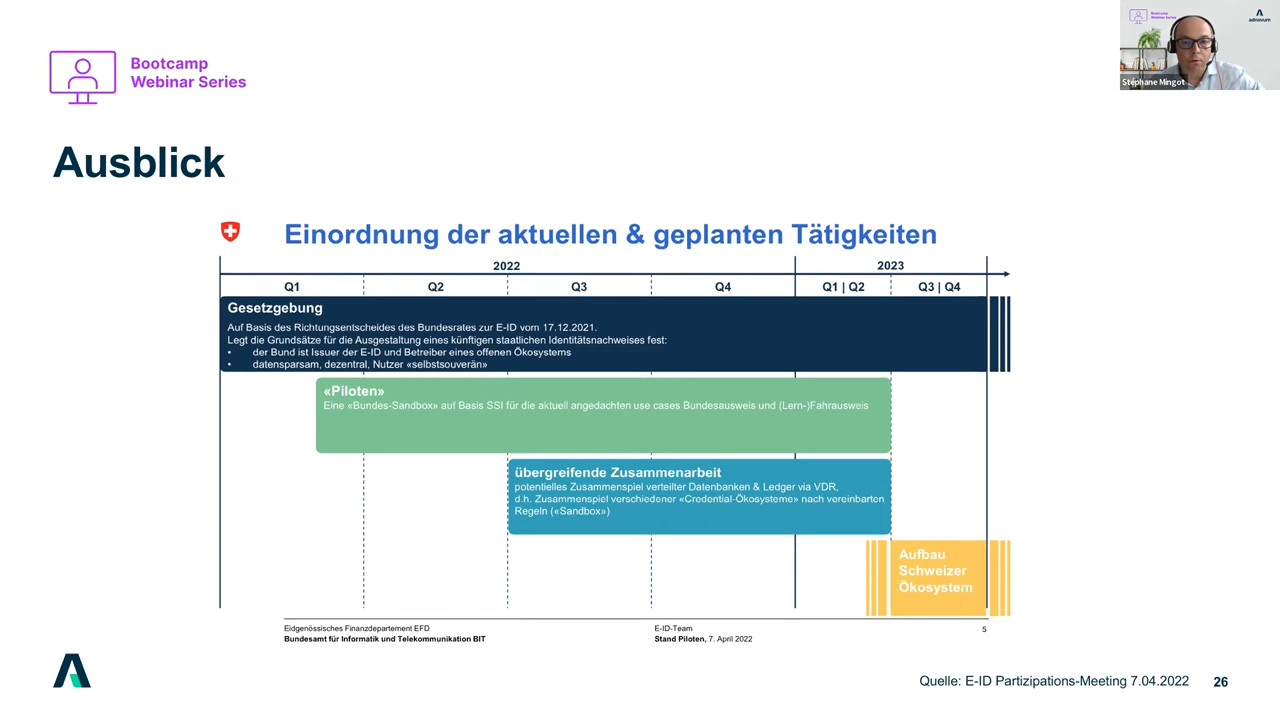 Bootcamp
Webinar Series
Bootcamp
Webinar Series
adnovum
Stéphane Mingot
Ausblick
Einordnung der aktuellen & geplanten Tätigkeiten
2022
2023
Q1
Q2
Q3
Q4
Q1 | Q2
Q3 | Q4
Gesetzgebung
Auf Basis des Richtungsentscheides des Bundesrates zur E-ID vom 17.12.2021.
Legt die Grundsätze für die Ausgestaltung eines künftigen staatlichen Identitätsnachweises fest:
• der Bund ist Issuer der E-ID und Betreiber eines offenen Ökosystems
• datensparsam, dezentral, Nutzer «selbstsouverän»
«Piloten»
Eine «Bundes-Sandbox» auf Basis SSI für die aktuell angedachten use cases Bundesausweis und (Lern-)Fahrausweis
übergreifende Zusammenarbeit
potentielles Zusammenspiel verteilter Datenbanken & Ledger via VDR,
d.h. Zusammenspiel verschiedener «Credential-Ökosysteme» nach vereinbarten
Regeln («Sandbox»)
Aufbau
Schweizer
Ökosystem
Eidgenössisches Finanzdepartement EFD
Bundesamt für Informatik und Telekommunikation BIT
E-ID-Team
Stand Piloten, 7. April 2022
5
Quelle: E-ID Partizipations-Meeting 7.04.2022
26